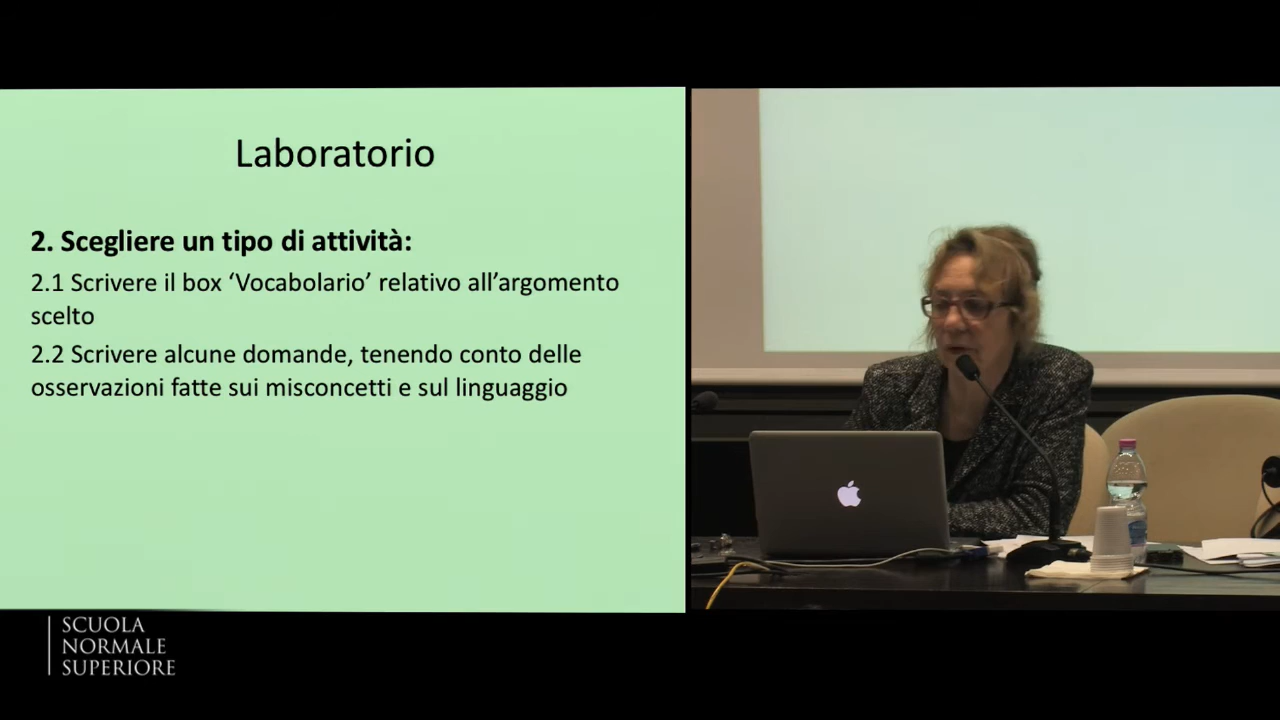 Laboratorio
2. Scegliere un tipo di attività:
2.1 Scrivere il box ‘Vocabolario’ relativo all’argomento
scelto
2.2 Scrivere alcune domande, tenendo conto delle
osservazioni fatte sui misconcetti e sul linguaggio
SCUOLA
NORMALE
SUPERIORE